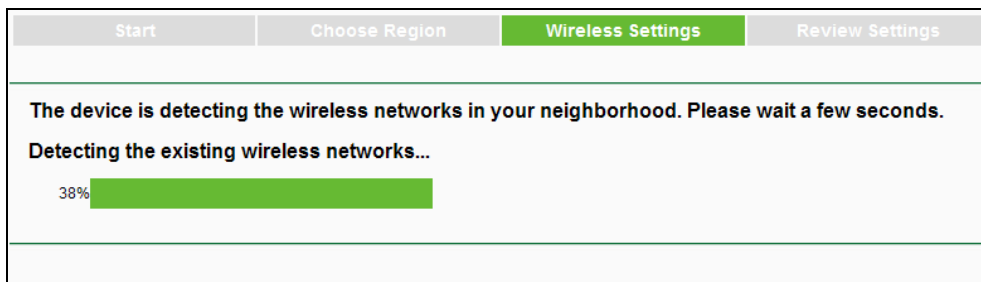 Start Choose Region Wireless Settings Review Settings
The device is detecting the wireless networks in your neighborhood. Please wait a few seconds.
Detecting the existing wireless networks...
38%